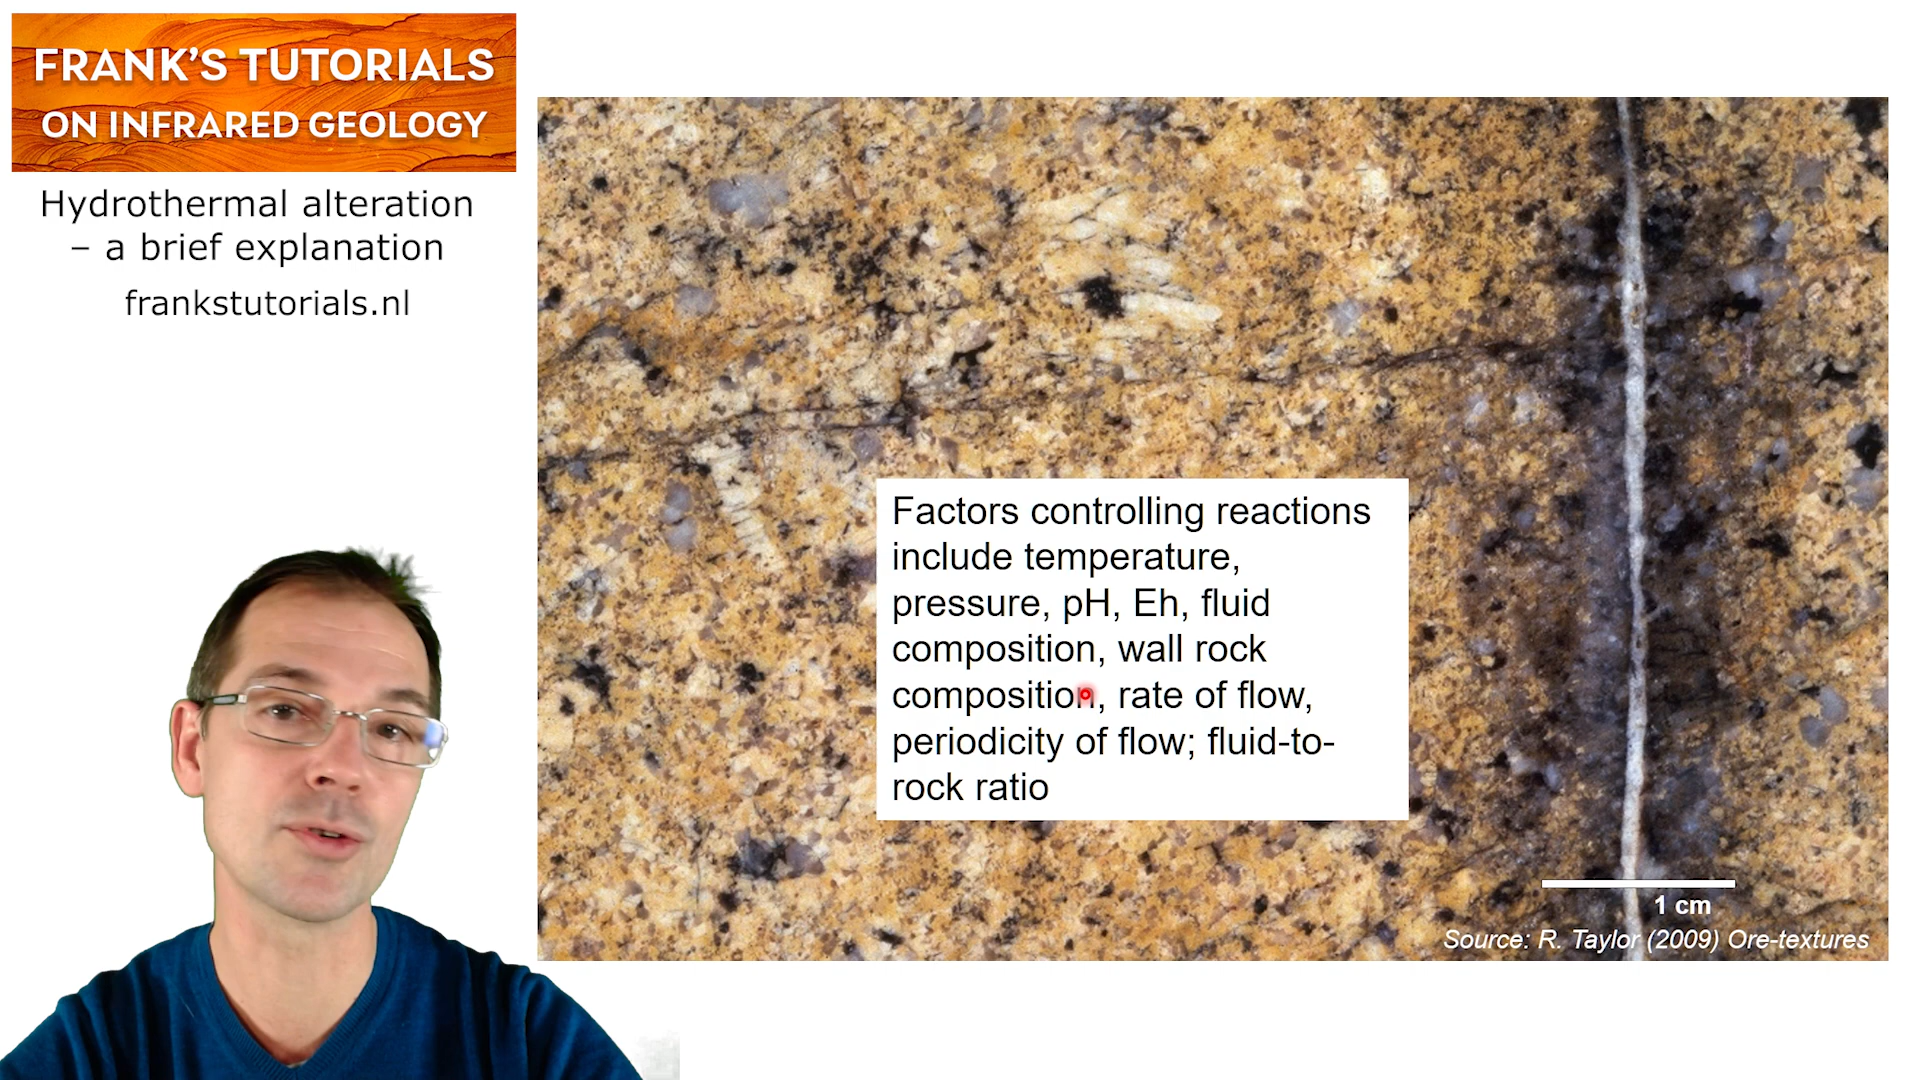 FRANK'S TUTORIALS
ON INFRARED GEOLOGY
Hydrothermal alteration
– a brief explanation
frankstutorials.nl
Factors controlling reactions
include temperature,
pressure, pH, Eh, fluid
composition, wall rock
composition, rate of flow,
periodicity of flow; fluid-to-
rock ratio
1 cm
Source: R. Taylor (2009) Ore-textures